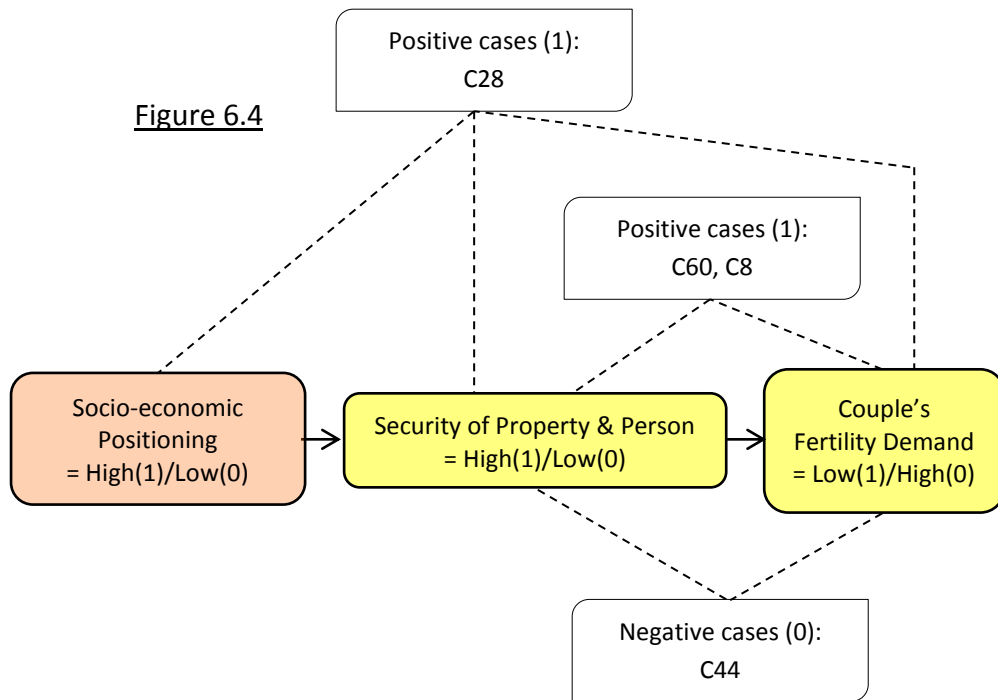 Positive cases (1):
C28
Figure 6.4
Positive cases (1):
C60, C8
Socio-economic
Positioning
= High(1)/Low(0)
Security of Property & Person
= High(1)/Low(0)
Couple’s
Fertility Demand
= Low(1)/High(0)
Negative cases (0):
C44